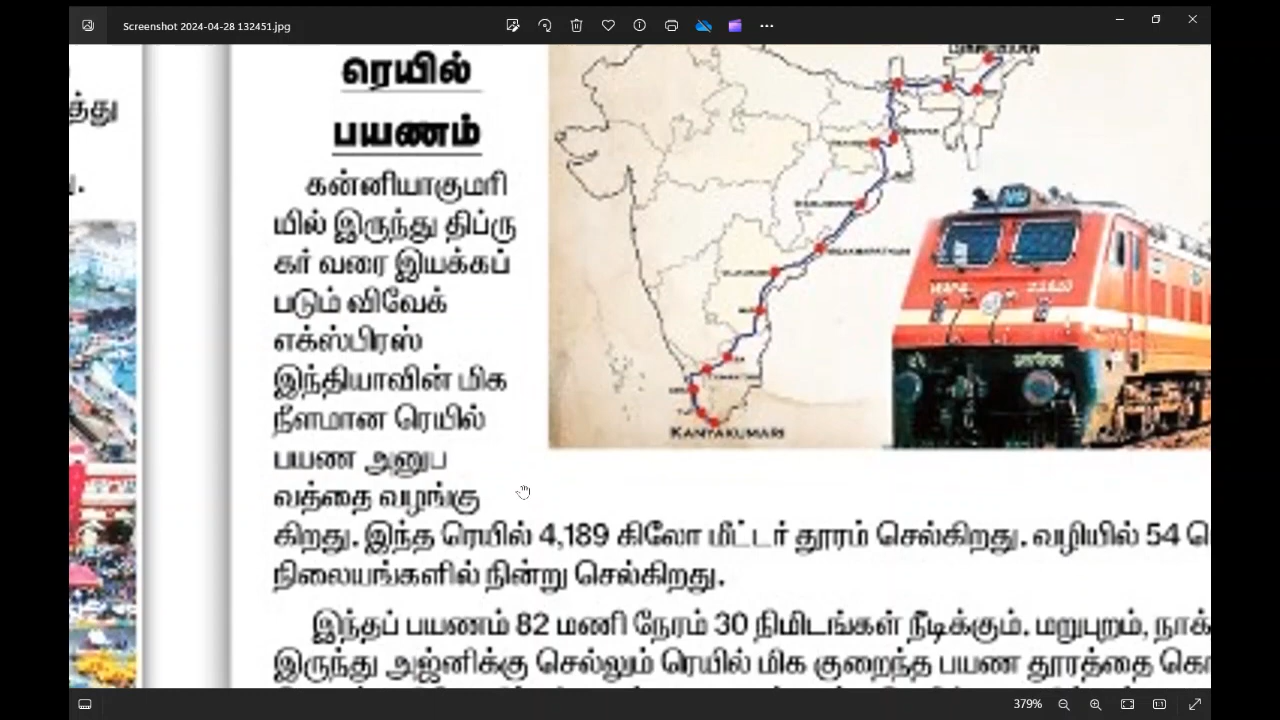 Screenshot 2024-04-28 132451.jpg
த்து
ரெயில்
பயணம்
கன்னியாகுமரி
யில் இருந்து திப்ரு
கர் வரை இயக்கப்
படும் விவேக்
எக்ஸ்பிரஸ்
இந்தியாவின் மிக
நீளமான ரெயில்
பயண அனுப
வத்தை வழங்கு
கிறது. இந்த ரெயில் 4,189 கிலோ மீட்டர் தூரம் செல்கிறது. வழியில் 54
நிலையங்களில் நின்று செல்கிறது.
இந்தப் பயணம் 82 மணி நேரம் 30 நிமிடங்கள் நீடிக்கும். மறுபுறம், நாக்
இருந்து அஜ்னிக்கு செல்லும் ரெயில் மிக குறைந்த பயண தூரத்தை கொ
KANYAKUMARI
379%